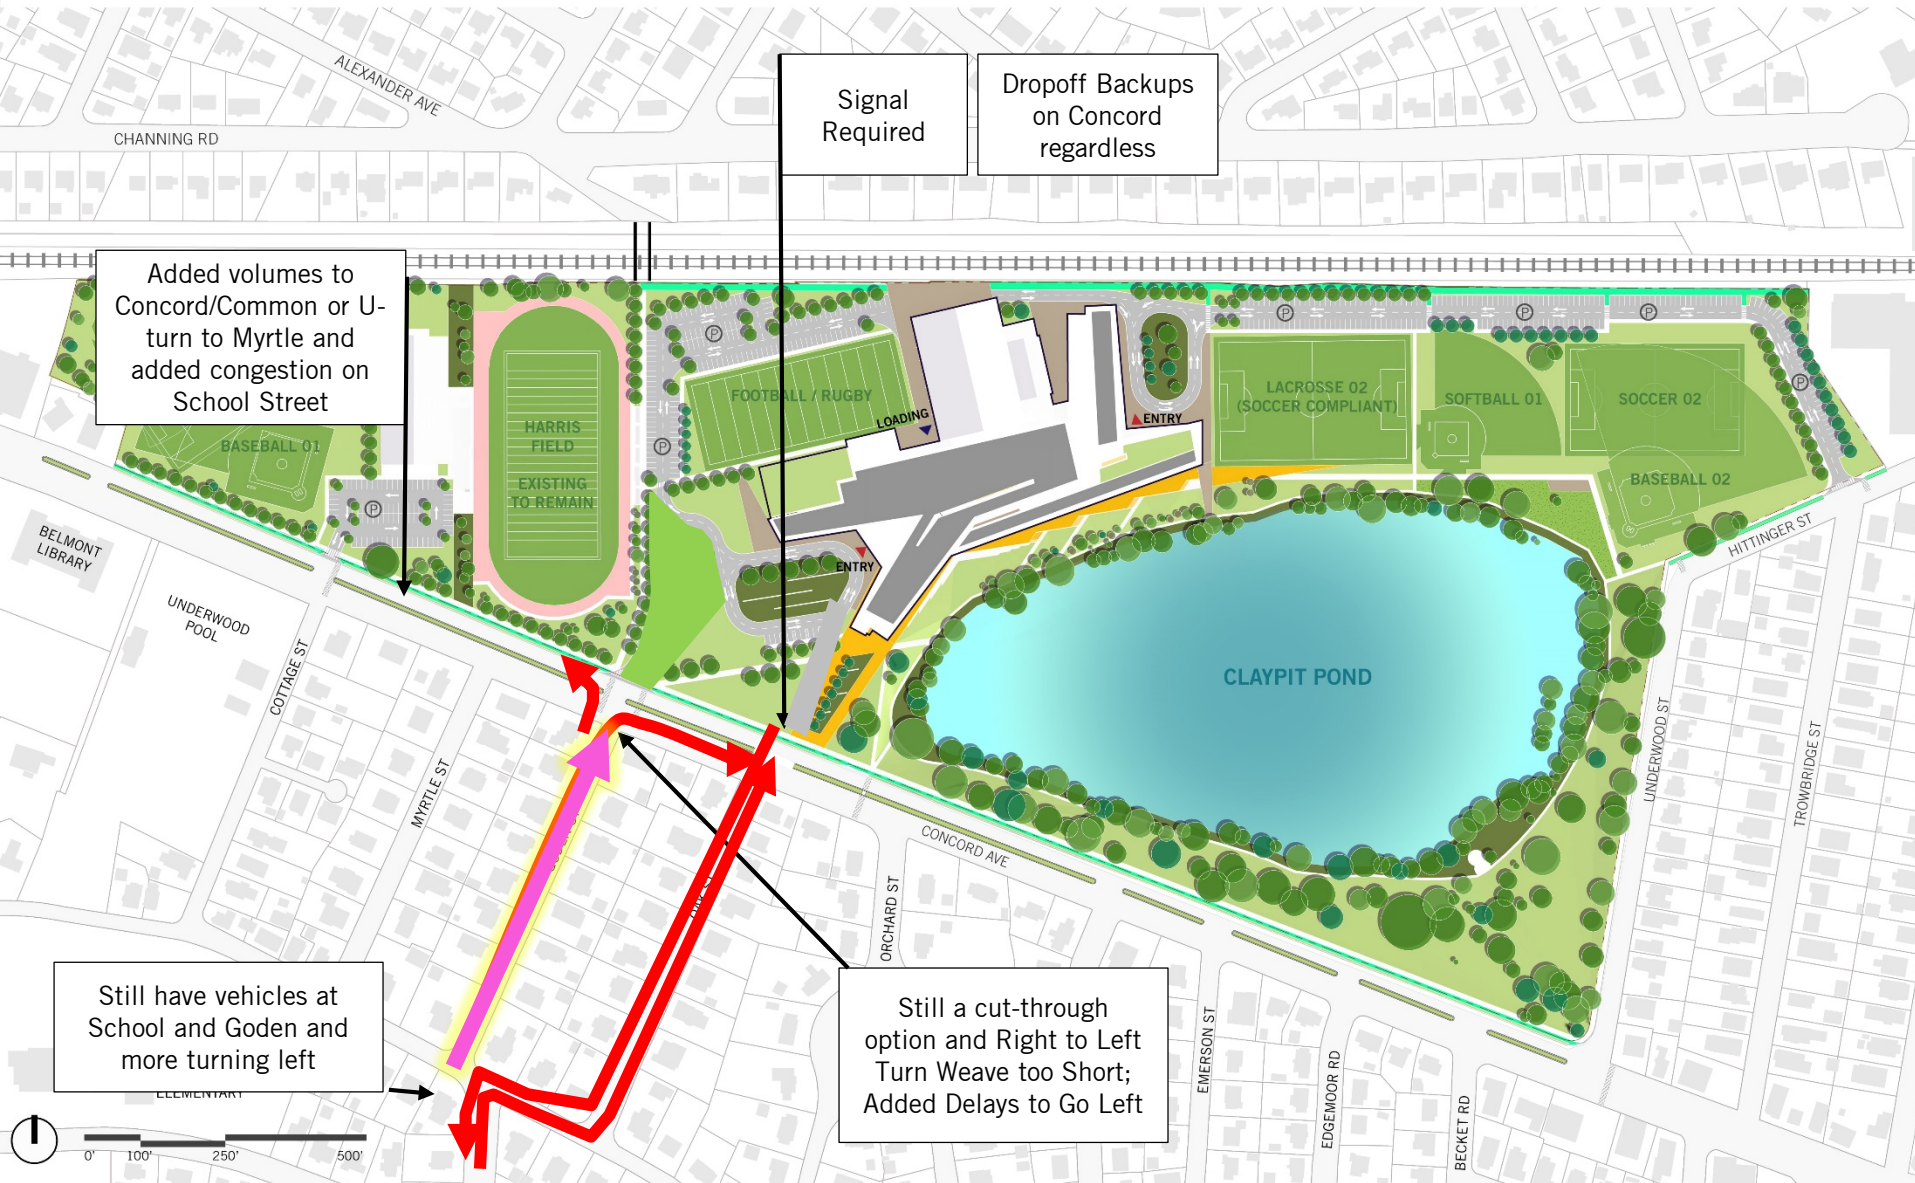 ALEXANDER AVE
CHANNING RD
Signal
Required
Dropoff Backups
on Concord
regardless
Added volumes to
Concord/Common or U-
turn to Myrtle and
added congestion on
School Street
P
P
P
P
P
P
P
BASEBALL 01
HARRIS
FIELD
EXISTING
TO REMAIN
FOOTBALL / RUGBY
LOADING
ENTRY
ENTRY
LACROSSE 02
(SOCCER COMPLIANT)
SOFTBALL 01
SOCCER 02
BASEBALL 02
HITTINGER ST
BELMONT
LIBRARY
UNDERWOOD
POOL
COTTAGE ST
MYRTLE ST
CLAYPIT POND
UNDERWOOD ST
TROWBRIDGE ST
CONCORD AVE
ORCHARD ST
EMERSON ST
EDGEMOOR RD
BECKET RD
Still have vehicles at
School and Goden and
more turning left
ELEMENTARY
Still a cut-through
option and Right to Left
Turn Weave too Short;
Added Delays to Go Left
0' 100' 250' 500'